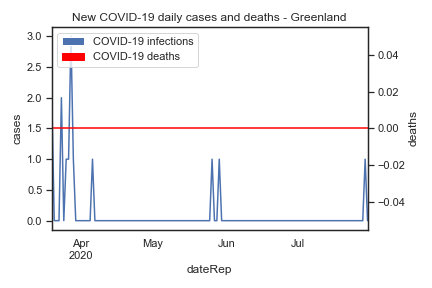 New COVID-19 daily cases and deaths - Greenland
COVID-19 infections
COVID-19 deaths
3.0
2.5
2.0
1.5
1.0
0.5
0.0
cases
0.04
0.02
0.00
−0.02
−0.04
deaths
Apr
2020
May
Jun
Jul
dateRep